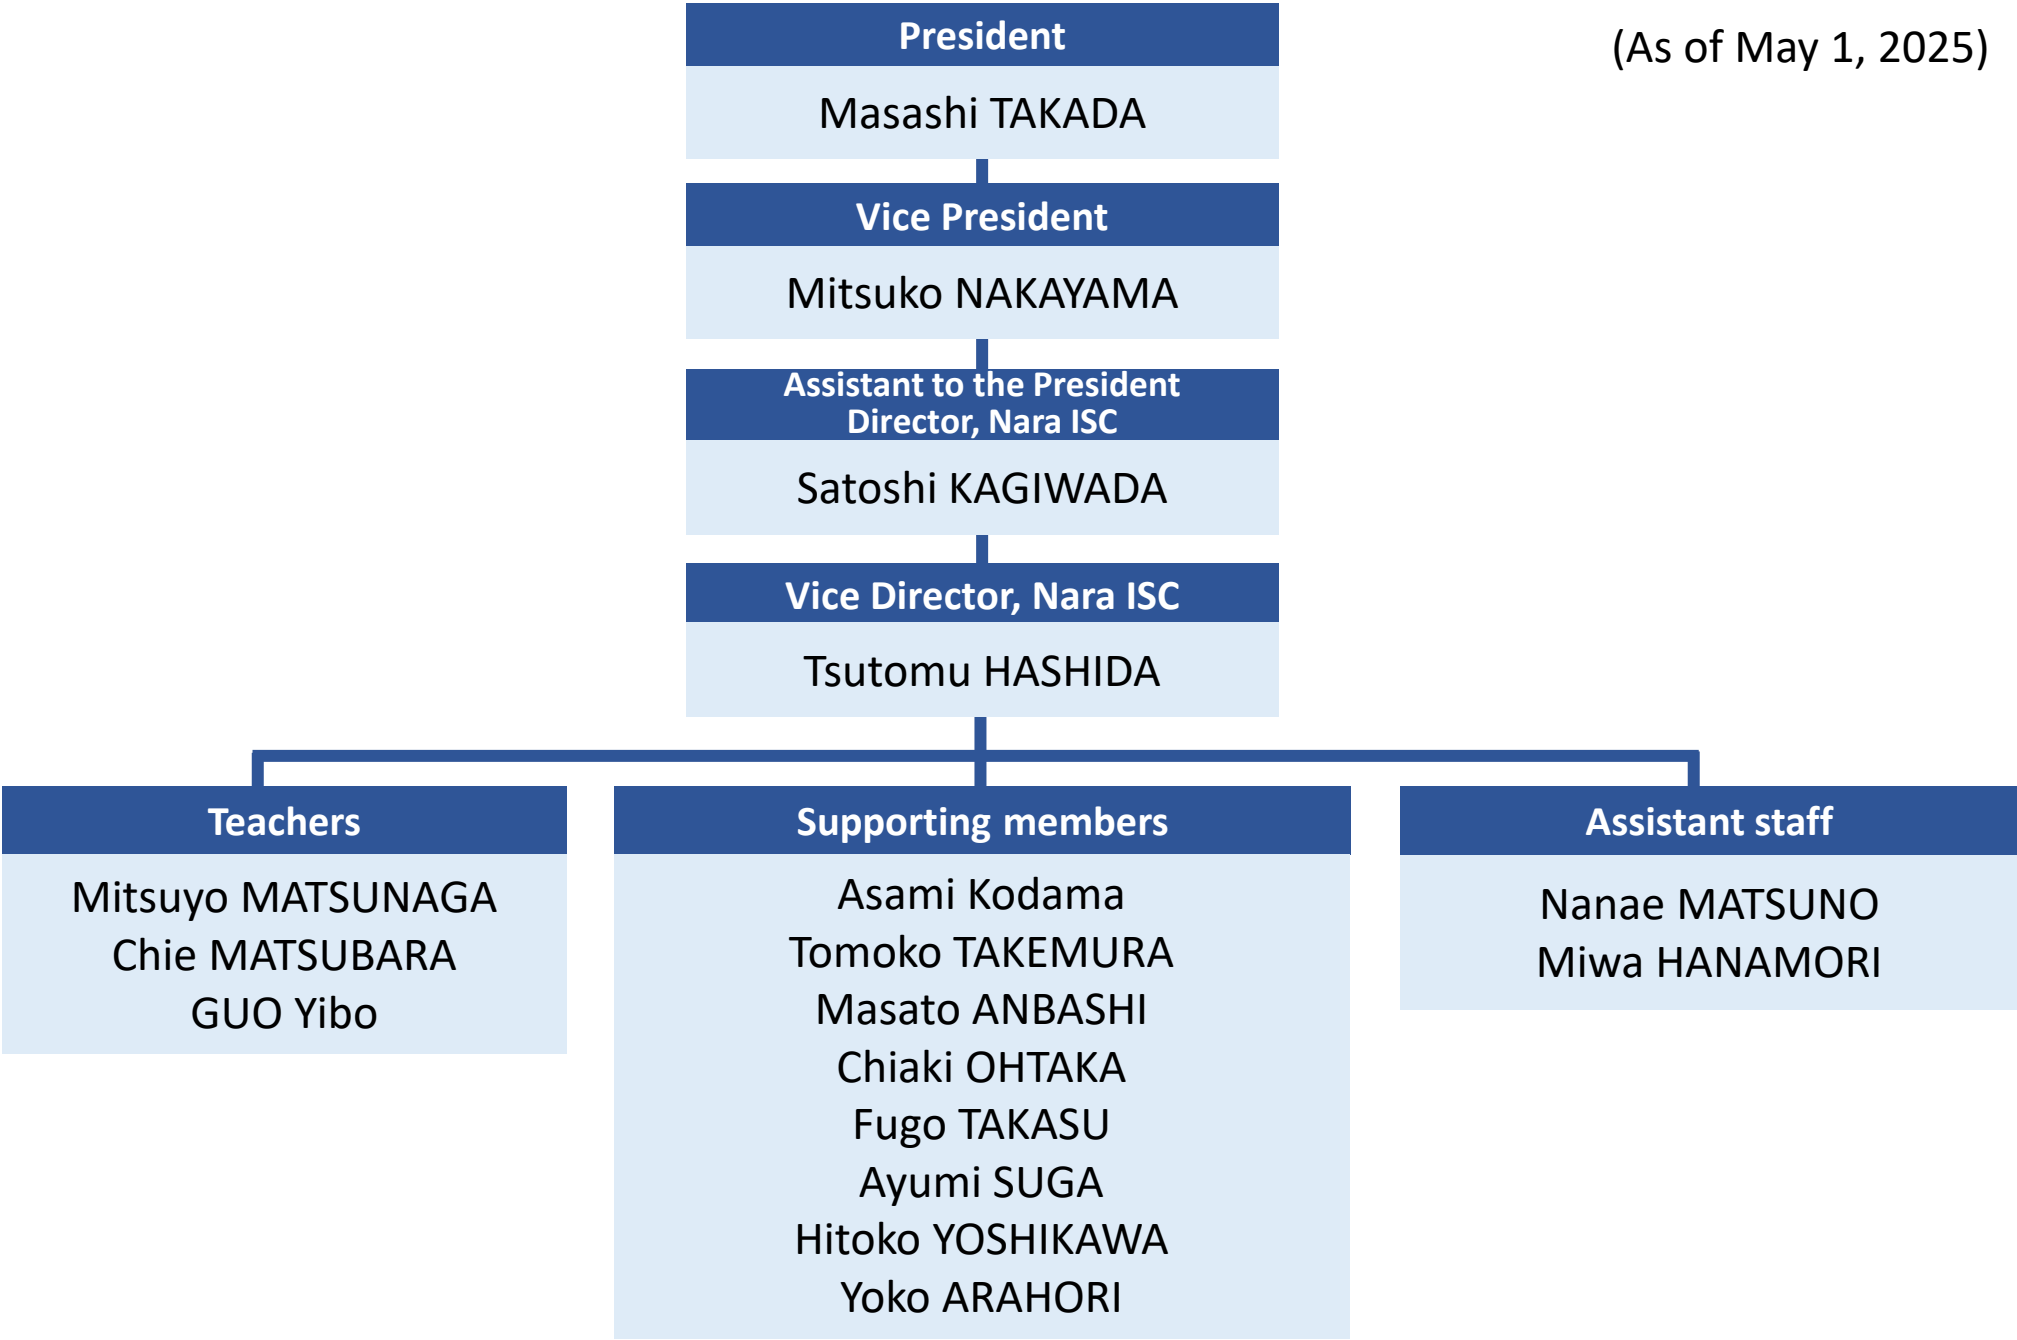 President
(As of May 1, 2025)
Masashi TAKADA
Vice President
Mitsuko NAKAYAMA
Assistant to the President
Director, Nara ISC
Satoshi KAGIWADA
Vice Director, Nara ISC
Tsutomu HASHIDA
Teachers
Mitsuyo MATSUNAGA
Chie MATSUBARA
GUO Yibo
Supporting members
Asami Kodama
Tomoko TAKEMURA
Masato ANBASHI
Chiaki OHTAKA
Fugo TAKASU
Ayumi SUGA
Hitoko YOSHIKAWA
Yoko ARAHORI
Assistant staff
Nanae MATSUNO
Miwa HANAMORI